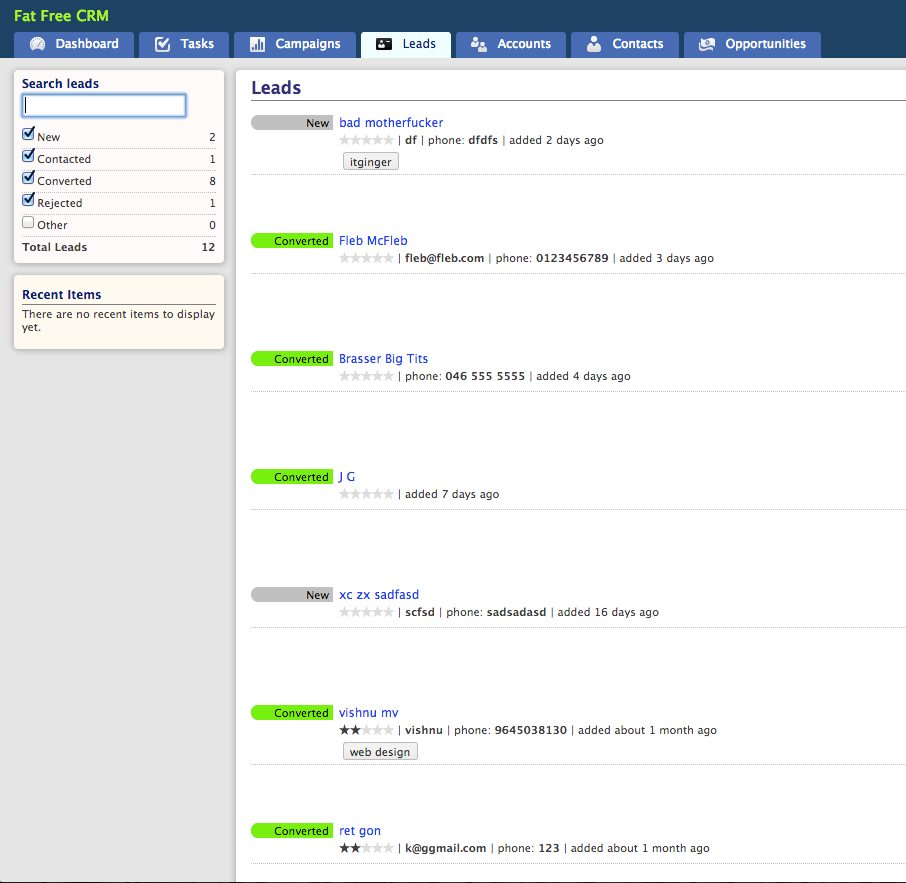 Fat Free CRM
Dashboard Tasks Campaigns Leads Accounts Contacts Opportunities
Search leads
New 2
Contacted 1
Converted 8
Rejected 1
Other 0
Total Leads 12
Recent Items
There are no recent items to display
yet.
Leads
New bad motherfucker
| df | phone: dfdfs | added 2 days ago
itginger
Converted Fleb McFleb
| fleb@fleb.com | phone: 0123456789 | added 3 days ago
Converted Brasser Big Tits
| phone: 046 555 5555 | added 4 days ago
Converted J G
| added 7 days ago
New xc zx sadfasd
| scfsd | phone: sadsadasd | added 16 days ago
Converted vishnu mv
| vishnu | phone: 9645038130 | added about 1 month ago
web design
Converted ret gon
| k@ggmail.com | phone: 123 | added about 1 month ago